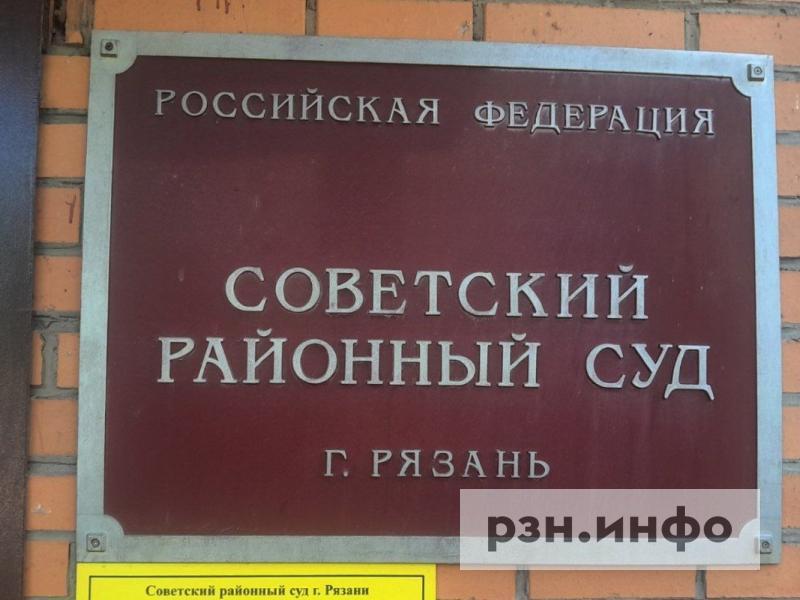 РОССИЙСКАЯ ФЕДЕРАЦИЯ
СОВЕТСКИЙ
РАЙОННЫЙ СУД
Г. РЯЗАНЬ
рзн.инфо
Советский районный суд г. Рязани